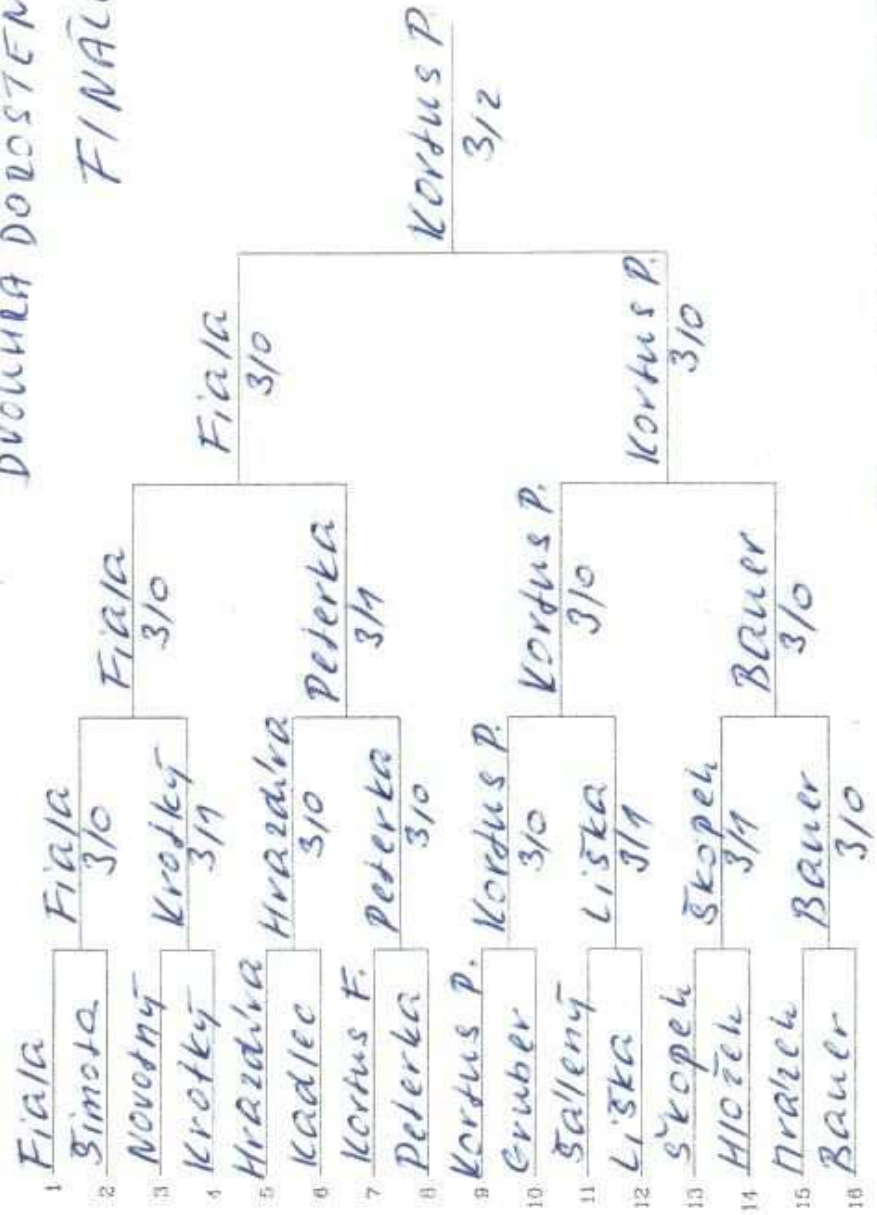 DVOUHRA DOROSTEN
FINÁL
1 Fiala
2 Šimota
3 Novotný
4 Krotký
5 Hrazdíra
6 Kadlec
7 Kortus F.
8 Peterka
9 Kortus P.
10 Gruber
11 Šálený
12 Liška
13 Škopek
14 Hložek
15 Mrázek
16 Bauer
Fiala
3/0
Krotký
3/1
Hrazdíra
3/0
Peterka
3/0
Kortus P.
3/0
Liška
3/1
Škopek
3/1
Bauer
3/0
Fiala
3/0
Peterka
3/1
Kortus P.
3/0
Bauer
3/0
Fiala
3/0
Kortus P.
3/0
Kortus P.
3/2